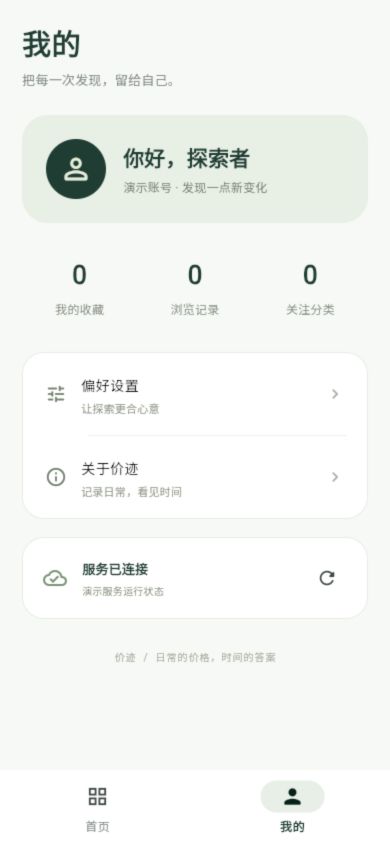 我的
把每一次发现，留给自己。
你好，探索者
演示账号 · 发现一点新变化
0 0 0
我的收藏 浏览记录 关注分类
偏好设置
让探索更合心意
关于价迹
记录日常，看见时间
服务已连接
演示服务运行状态
价迹 / 日常的价格，时间的答案
首页 我的